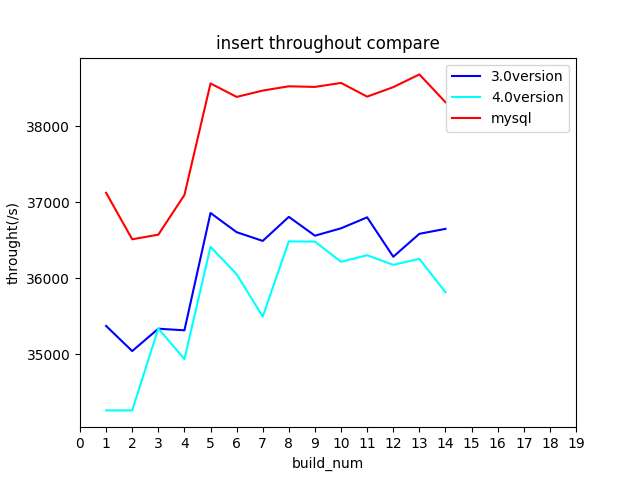 insert throughout compare
3.0version
4.0version
mysql
38000
37000
36000
35000
throught(/s)
0 1 2 3 4 5 6 7 8 9 10 11 12 13 14 15 16 17 18 19
build_num